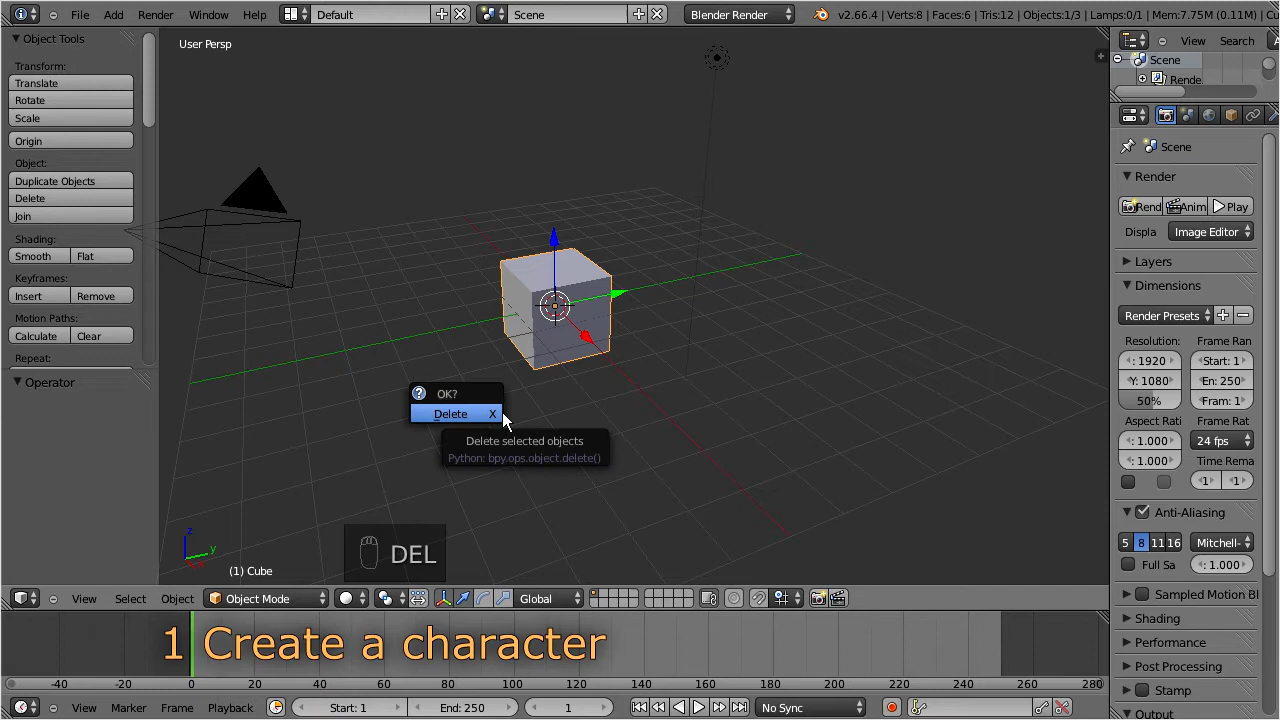 File Add Render Window Help Default Scene Blender Render v2.66.4 | Verts:8 | Faces:6 | Tris:12 | Objects:1/3 | Lamps:0/1 | Mem:7.75M (0.11M) | Cu
Object Tools
Transform:
Translate
Rotate
Scale
Origin
Object:
Duplicate Objects
Delete
Join
Shading:
Smooth Flat
Keyframes:
Insert Remove
Motion Paths:
Calculate Clear
Repeat:
Operator
User Persp
OK?
Delete X
Delete selected objects
Python: bpy.ops.object.delete()
z
y
x
DEL
(1) Cube
View Select Object Object Mode Global
View Search
Scene
Rende
Scene
Render
Rend Anim Play
Displa Image Editor
Layers
Dimensions
Render Presets
Resolution: Frame Ran
: 1920 Start: 1
Y: 1080 En: 250
50% Fram: 1
Aspect Rati 24 fps
: 1.000
: 1.000 Time Rema
1 1
Anti-Aliasing
5 8 11 16 Mitchell-
Full Sa : 1.000
Sampled Motion Bl
Shading
Performance
Post Processing
Stamp
Output
1 Create a character
-40 -20 0 20 40 60 80 100 120 140 160 180 200 220 240 260 280
View Marker Frame Playback Start: 1 End: 250 1 No Sync